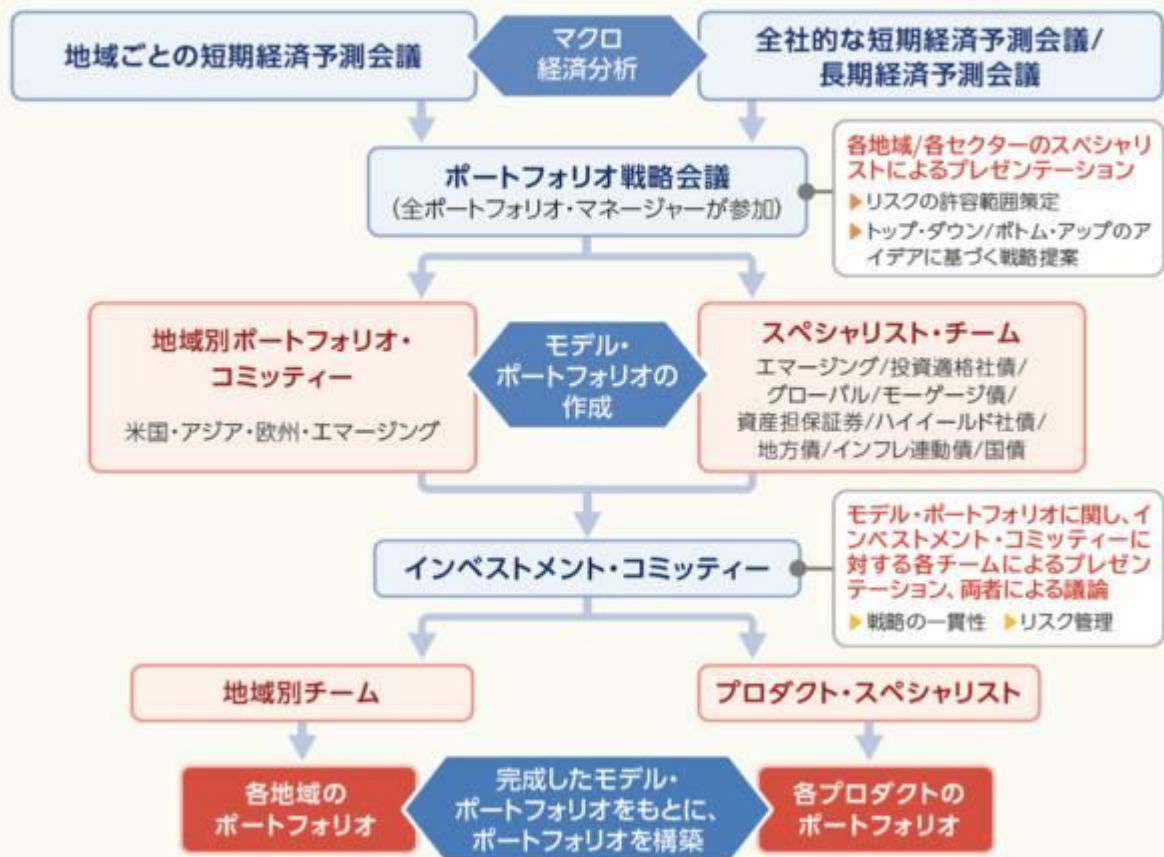 地域ごとの短期経済予測会議
マクロ
経済分析
全社的な短期経済予測会議/
長期経済予測会議
ポートフォリオ戦略会議
(全ポートフォリオ・マネージャーが参加)
各地域/各セクターのスペシャリ
ストによるプレゼンテーション
▶リスクの許容範囲策定
▶トップ・ダウン/ボトム・アップのア
イデアに基づく戦略提案
地域別ポートフォリオ・
コミッティー
米国・アジア・欧州・エマージング
モデル・
ポートフォリオの
作成
スペシャリスト・チーム
エマージング/投資適格社債/
グローバル/モーゲージ債/
資産担保証券/ハイイールド社債/
地方債/インフレ連動債/国債
インベストメント・コミッティー
モデル・ポートフォリオに関し、イ
ンベストメント・コミッティーに
対する各チームによるプレゼン
テーション、両者による議論
▶戦略の一貫性 ▶リスク管理
地域別チーム
プロダクト・スペシャリスト
各地域の
ポートフォリオ
完成したモデル・
ポートフォリオをもとに、
ポートフォリオを構築
各プロダクトの
ポートフォリオ